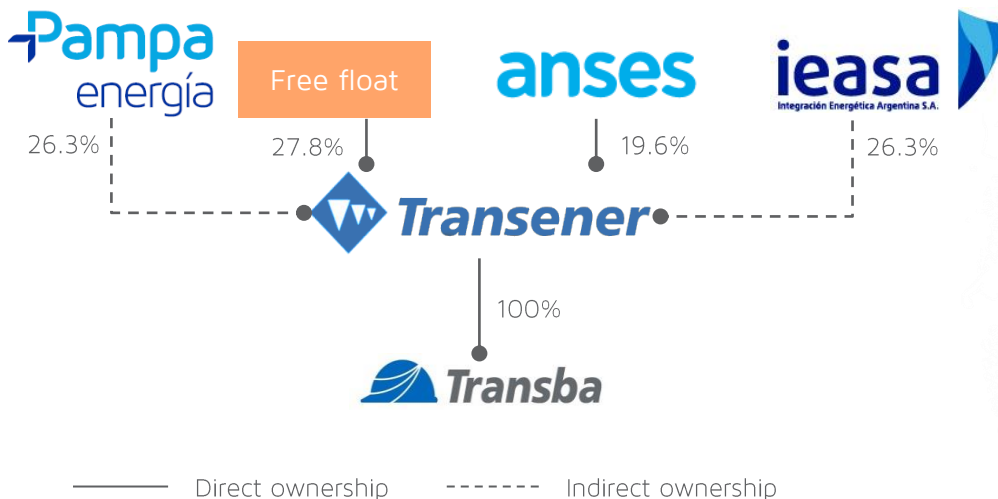 Pampa
energía
Free float
anses
ieasa
Integración Energética Argentina S.A.
26.3%
27.8%
19.6%
26.3%
Transener
100%
Transba
Direct ownership
Indirect ownership